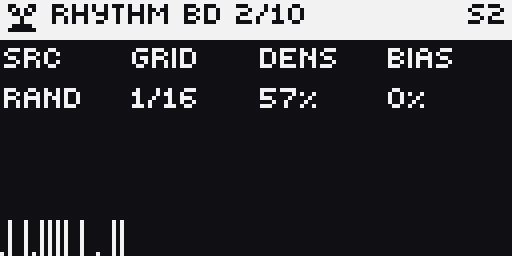 RHYTHM BD 2/10 S2
SRC GRID DENS BIAS
RAND 1/16 57% 0%